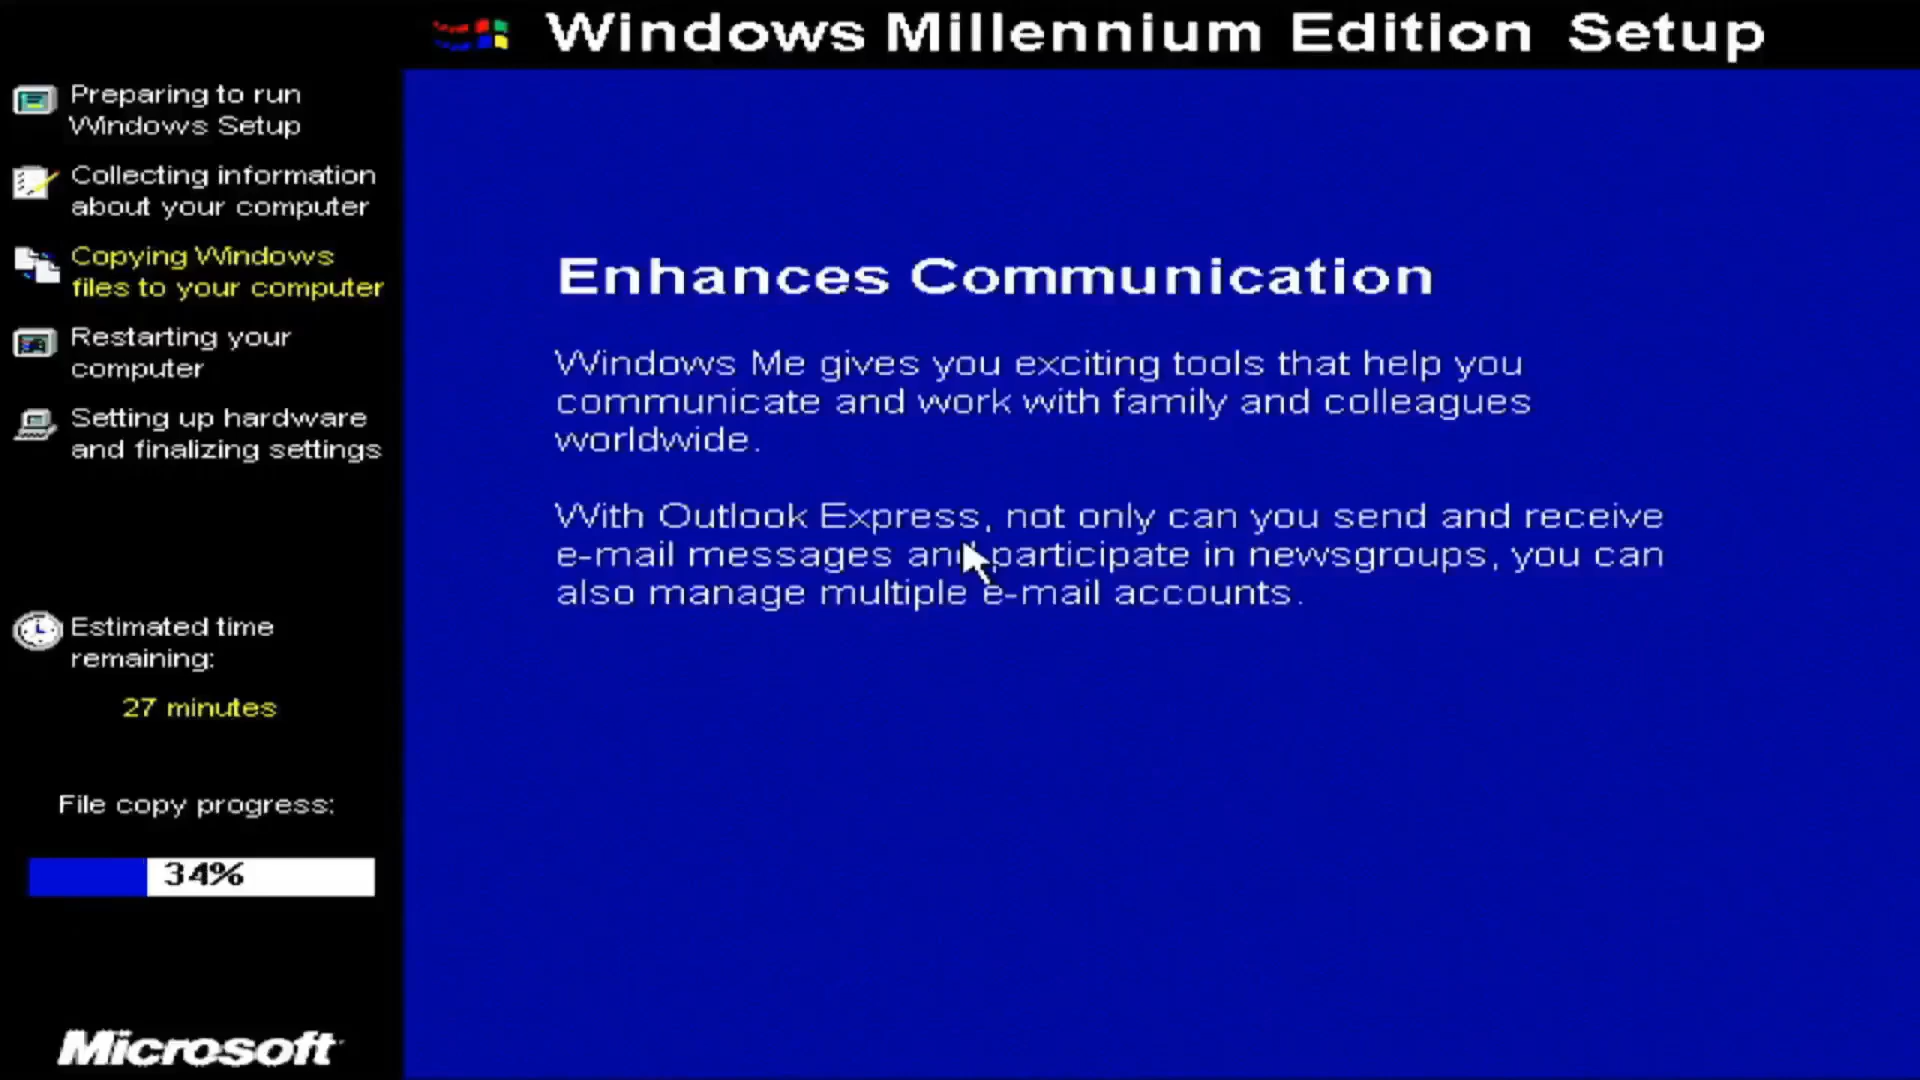 Windows Millennium Edition Setup
Preparing to run
Windows Setup
Collecting information
about your computer
Copying Windows
files to your computer
Restarting your
computer
Setting up hardware
and finalizing settings
Estimated time
remaining:
27 minutes
File copy progress:
34%
Microsoft
Enhances Communication
Windows Me gives you exciting tools that help you
communicate and work with family and colleagues
worldwide.
With Outlook Express, not only can you send and receive
e-mail messages and participate in newsgroups, you can
also manage multiple e-mail accounts.